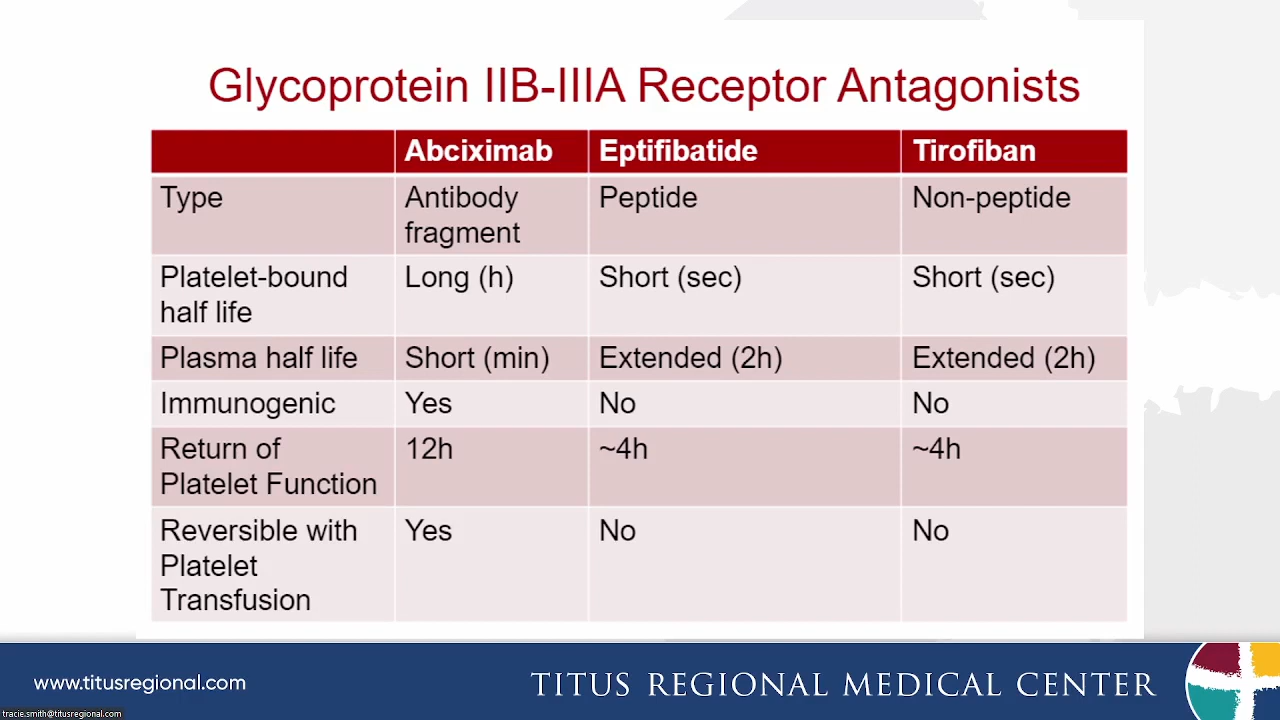 Glycoprotein IIB-IIIA Receptor Antagonists
Abciximab Eptifibatide Tirofiban
Type Antibody Peptide Non-peptide
fragment
Platelet-bound Long (h) Short (sec) Short (sec)
half life
Plasma half life Short (min) Extended (2h) Extended (2h)
Immunogenic Yes No No
Return of 12h ~4h ~4h
Platelet Function
Reversible with Yes No No
Platelet
Transfusion
www.titusregional.com TITUS REGIONAL MEDICAL CENTER
tracie.smith@titusregional.com